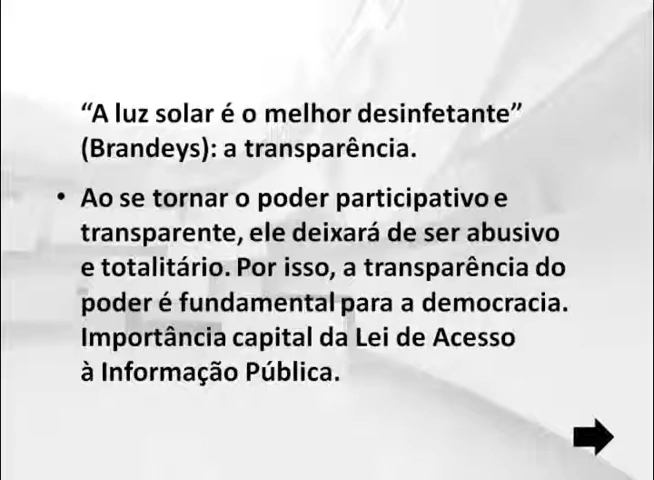 “A luz solar é o melhor desinfetante”
(Brandeys): a transparência.
• Ao se tornar o poder participativo e
transparente, ele deixará de ser abusivo
e totalitário. Por isso, a transparência do
poder é fundamental para a democracia.
Importância capital da Lei de Acesso
à Informação Pública.